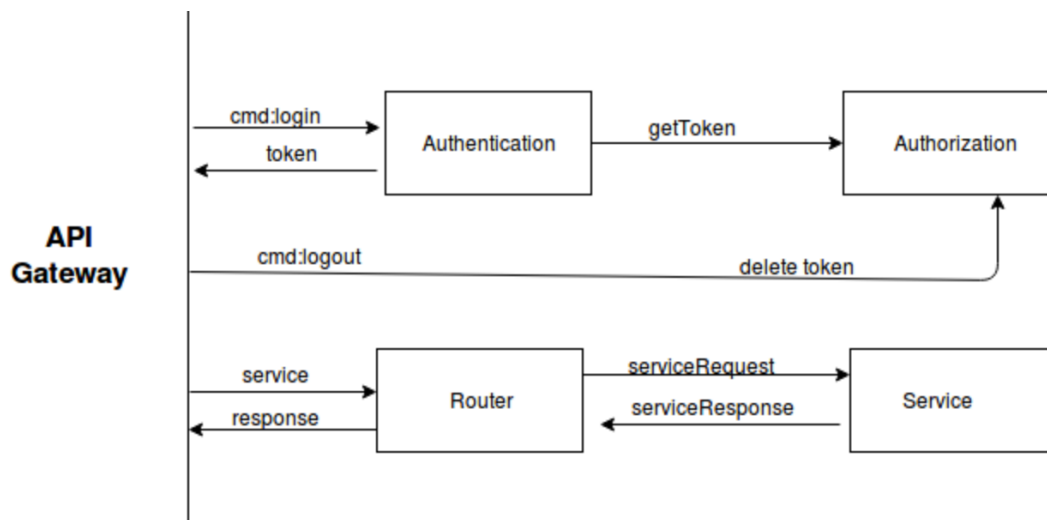 cmd:login
Authentication
getToken
Authorization
token
API
Gateway
cmd:logout
delete token
service
Router
serviceRequest
Service
response
serviceResponse